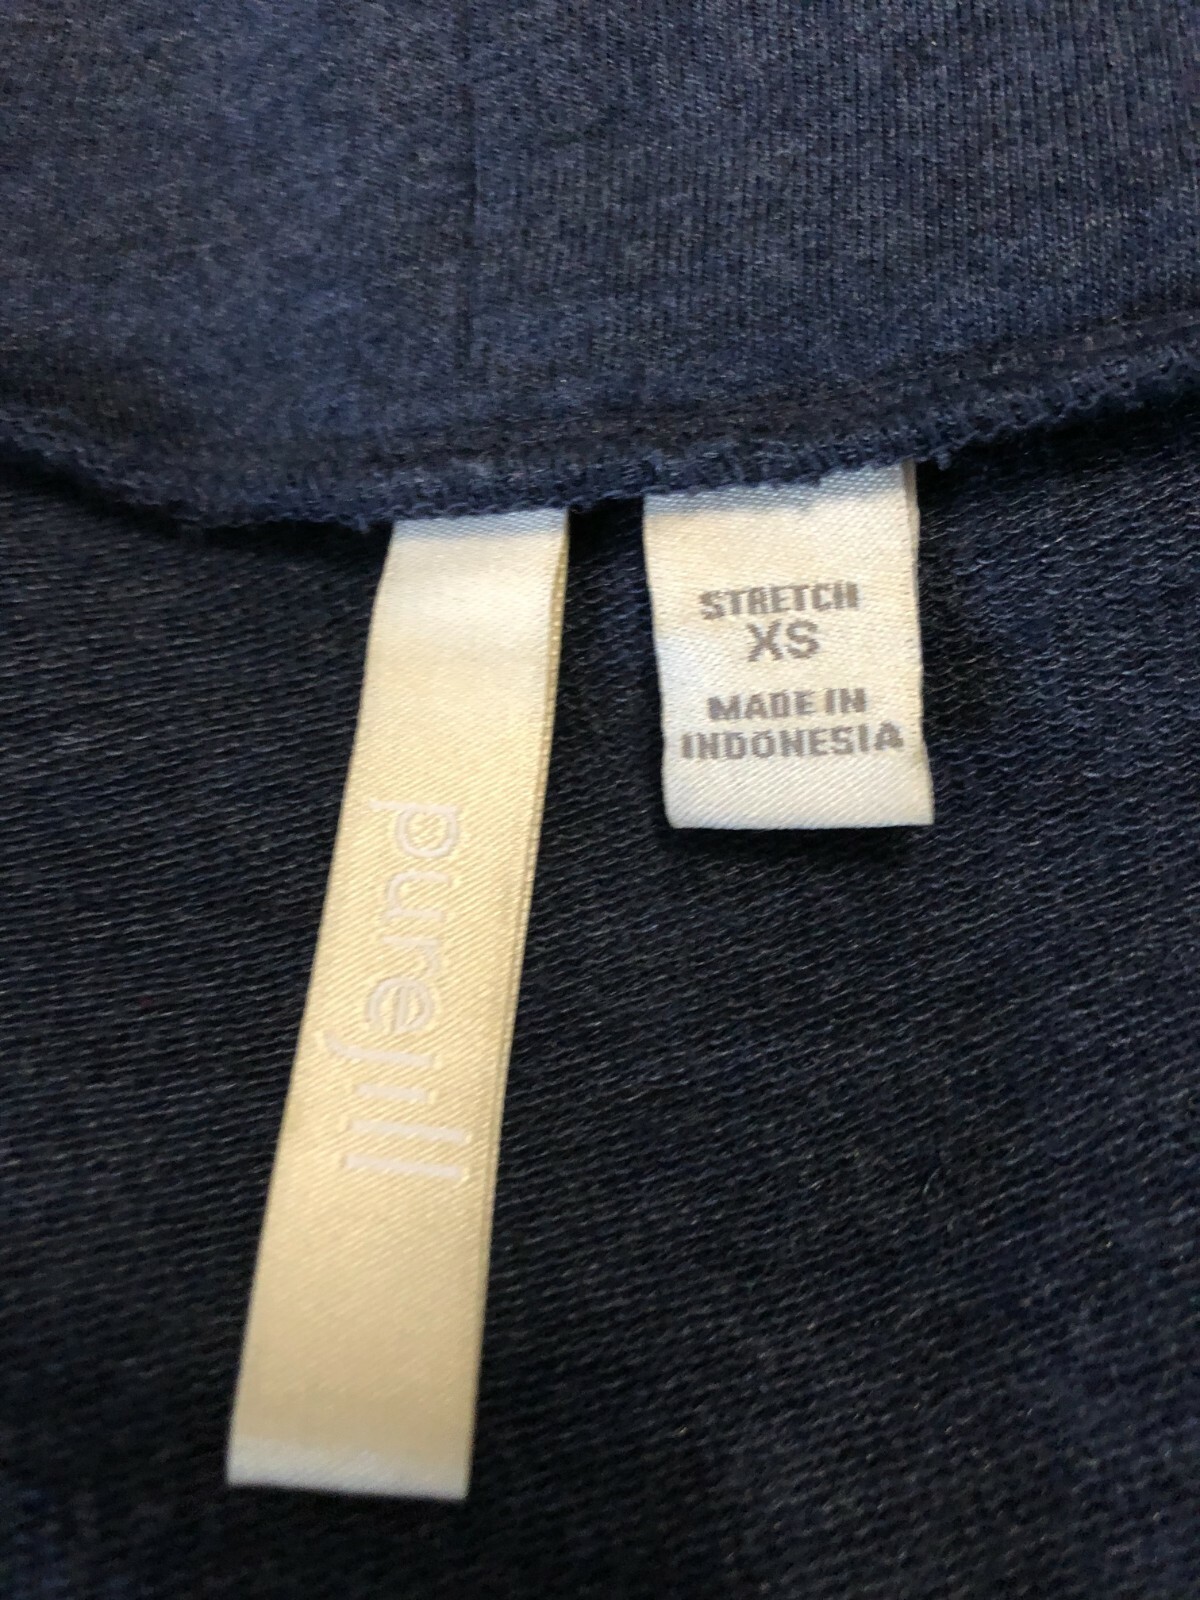 STRETCH
XS
MADE IN
INDONESIA
purejill